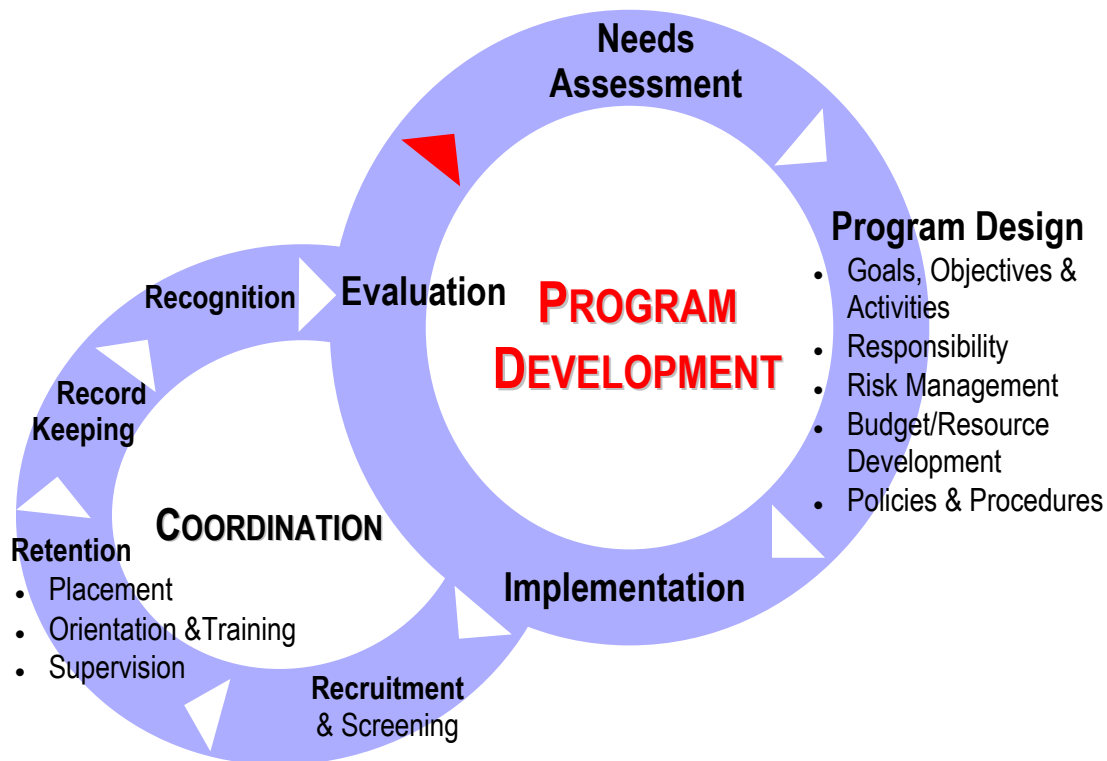 Needs
Assessment
Program Design
• Goals, Objectives &
Activities
• Responsibility
• Risk Management
• Budget/Resource
Development
• Policies & Procedures
Implementation
Evaluation
PROGRAM
DEVELOPMENT
Recognition
Record
Keeping
COORDINATION
Retention
• Placement
• Orientation &Training
• Supervision
Recruitment
& Screening